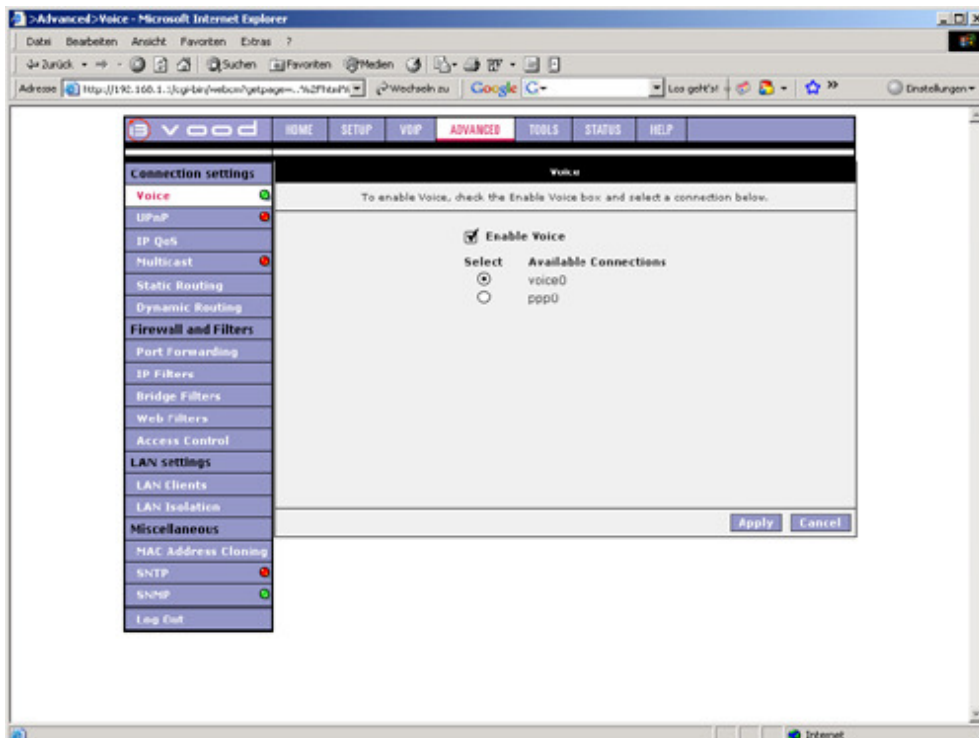 >Advanced>Voice - Microsoft Internet Explorer
Datei Bearbeiten Ansicht Favoriten Extras ?
Zurück Suchen Favoriten Medien
Adresse Wechseln zu Google Los geht's! Einstellungen
vood HOME SETUP VOIP ADVANCED TOOLS STATUS HELP
Connection settings
Voice
UPnP
IP QoS
Multicast
Static Routing
Dynamic Routing
Firewall and Filters
Port Forwarding
IP Filters
Bridge Filters
Web Filters
Access Control
LAN settings
LAN Clients
LAN Isolation
Miscellaneous
MAC Address Cloning
SNTP
SNMP
Log Out
Voice
To enable Voice, check the Enable Voice box and select a connection below.
Enable Voice
Select Available Connections
voice0
ppp0
Apply Cancel
Internet